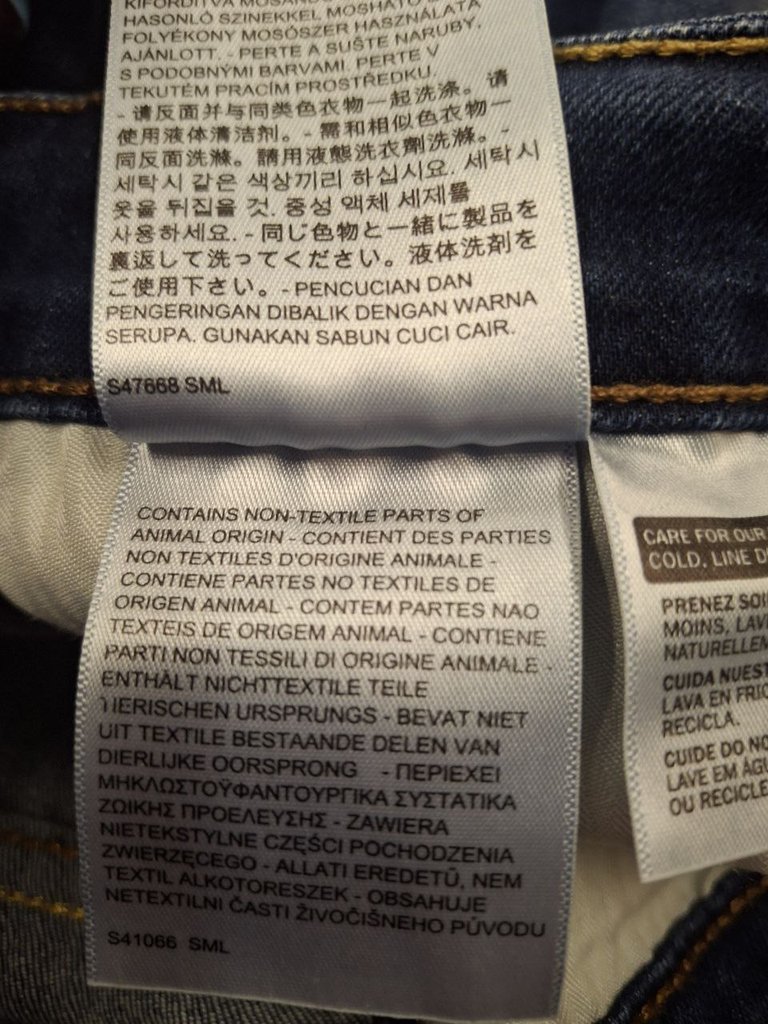 KIFORDÍTVA MOSANDÓ
HASONLÓ SZINEKKEL MOSHATÓ
FOLYÉKONY MOSÓSZER HASZNÁLATA
AJÁNLOTT. - PERTE A SUŠTE NARUBY,
S PODOBNÝMI BARVAMI. PERTE V
TEKUTÉM PRACÍM PROSTŘEDKU.
- 请反面并与同类色衣物一起洗涤。请
使用液体清洁剂。- 需和相似色衣物一
同反面洗滌。請用液態洗衣劑洗滌。-
세탁시 같은 색상끼리 하십시요. 세탁시
옷을 뒤집을 것. 중성 액체 세제를
사용하세요. - 同じ色物と一緒に製品を
裏返して洗ってください。液体洗剤を
ご使用下さい。- PENCUCIAN DAN
PENGERINGAN DIBALIK DENGAN WARNA
SERUPA. GUNAKAN SABUN CUCI CAIR.
S47668 SML
CONTAINS NON-TEXTILE PARTS OF
ANIMAL ORIGIN - CONTIENT DES PARTIES
NON TEXTILES D'ORIGINE ANIMALE -
CONTIENE PARTES NO TEXTILES DE
ORIGEN ANIMAL - CONTEM PARTES NAO
TEXTEIS DE ORIGEM ANIMAL - CONTIENE
PARTI NON TESSILI DI ORIGINE ANIMALE -
ENTHÄLT NICHTTEXTILE TEILE
TIERISCHEN URSPRUNGS - BEVAT NIET
UIT TEXTILE BESTAANDE DELEN VAN
DIERLIJKE OORSPRONG - ΠΕΡΙΕΧΕΙ
ΜΗΚΛΩΣΤΟΫΦΑΝΤΟΥΡΓΙΚΑ ΣΥΣΤΑΤΙΚΑ
ΖΩΙΚΗΣ ΠΡΟΕΛΕΥΣΗΣ - ZAWIERA
NIETEKSTYLNE CZĘŚCI POCHODZENIA
ZWIERZĘCEGO - ALLATI EREDETŰ, NEM
TEXTIL ALKOTORESZEK - OBSAHUJE
NETEXTILNI ČASTI ŽIVOČIŠNEHO PŮVODU
S41066 SML
CARE FOR OUR
COLD, LINE
PRENEZ
MOINS,
NATURELLEM
CUIDA
LAVA EN
RECICLA.
CUIDE DO
LAVE EM
OU RECICLE